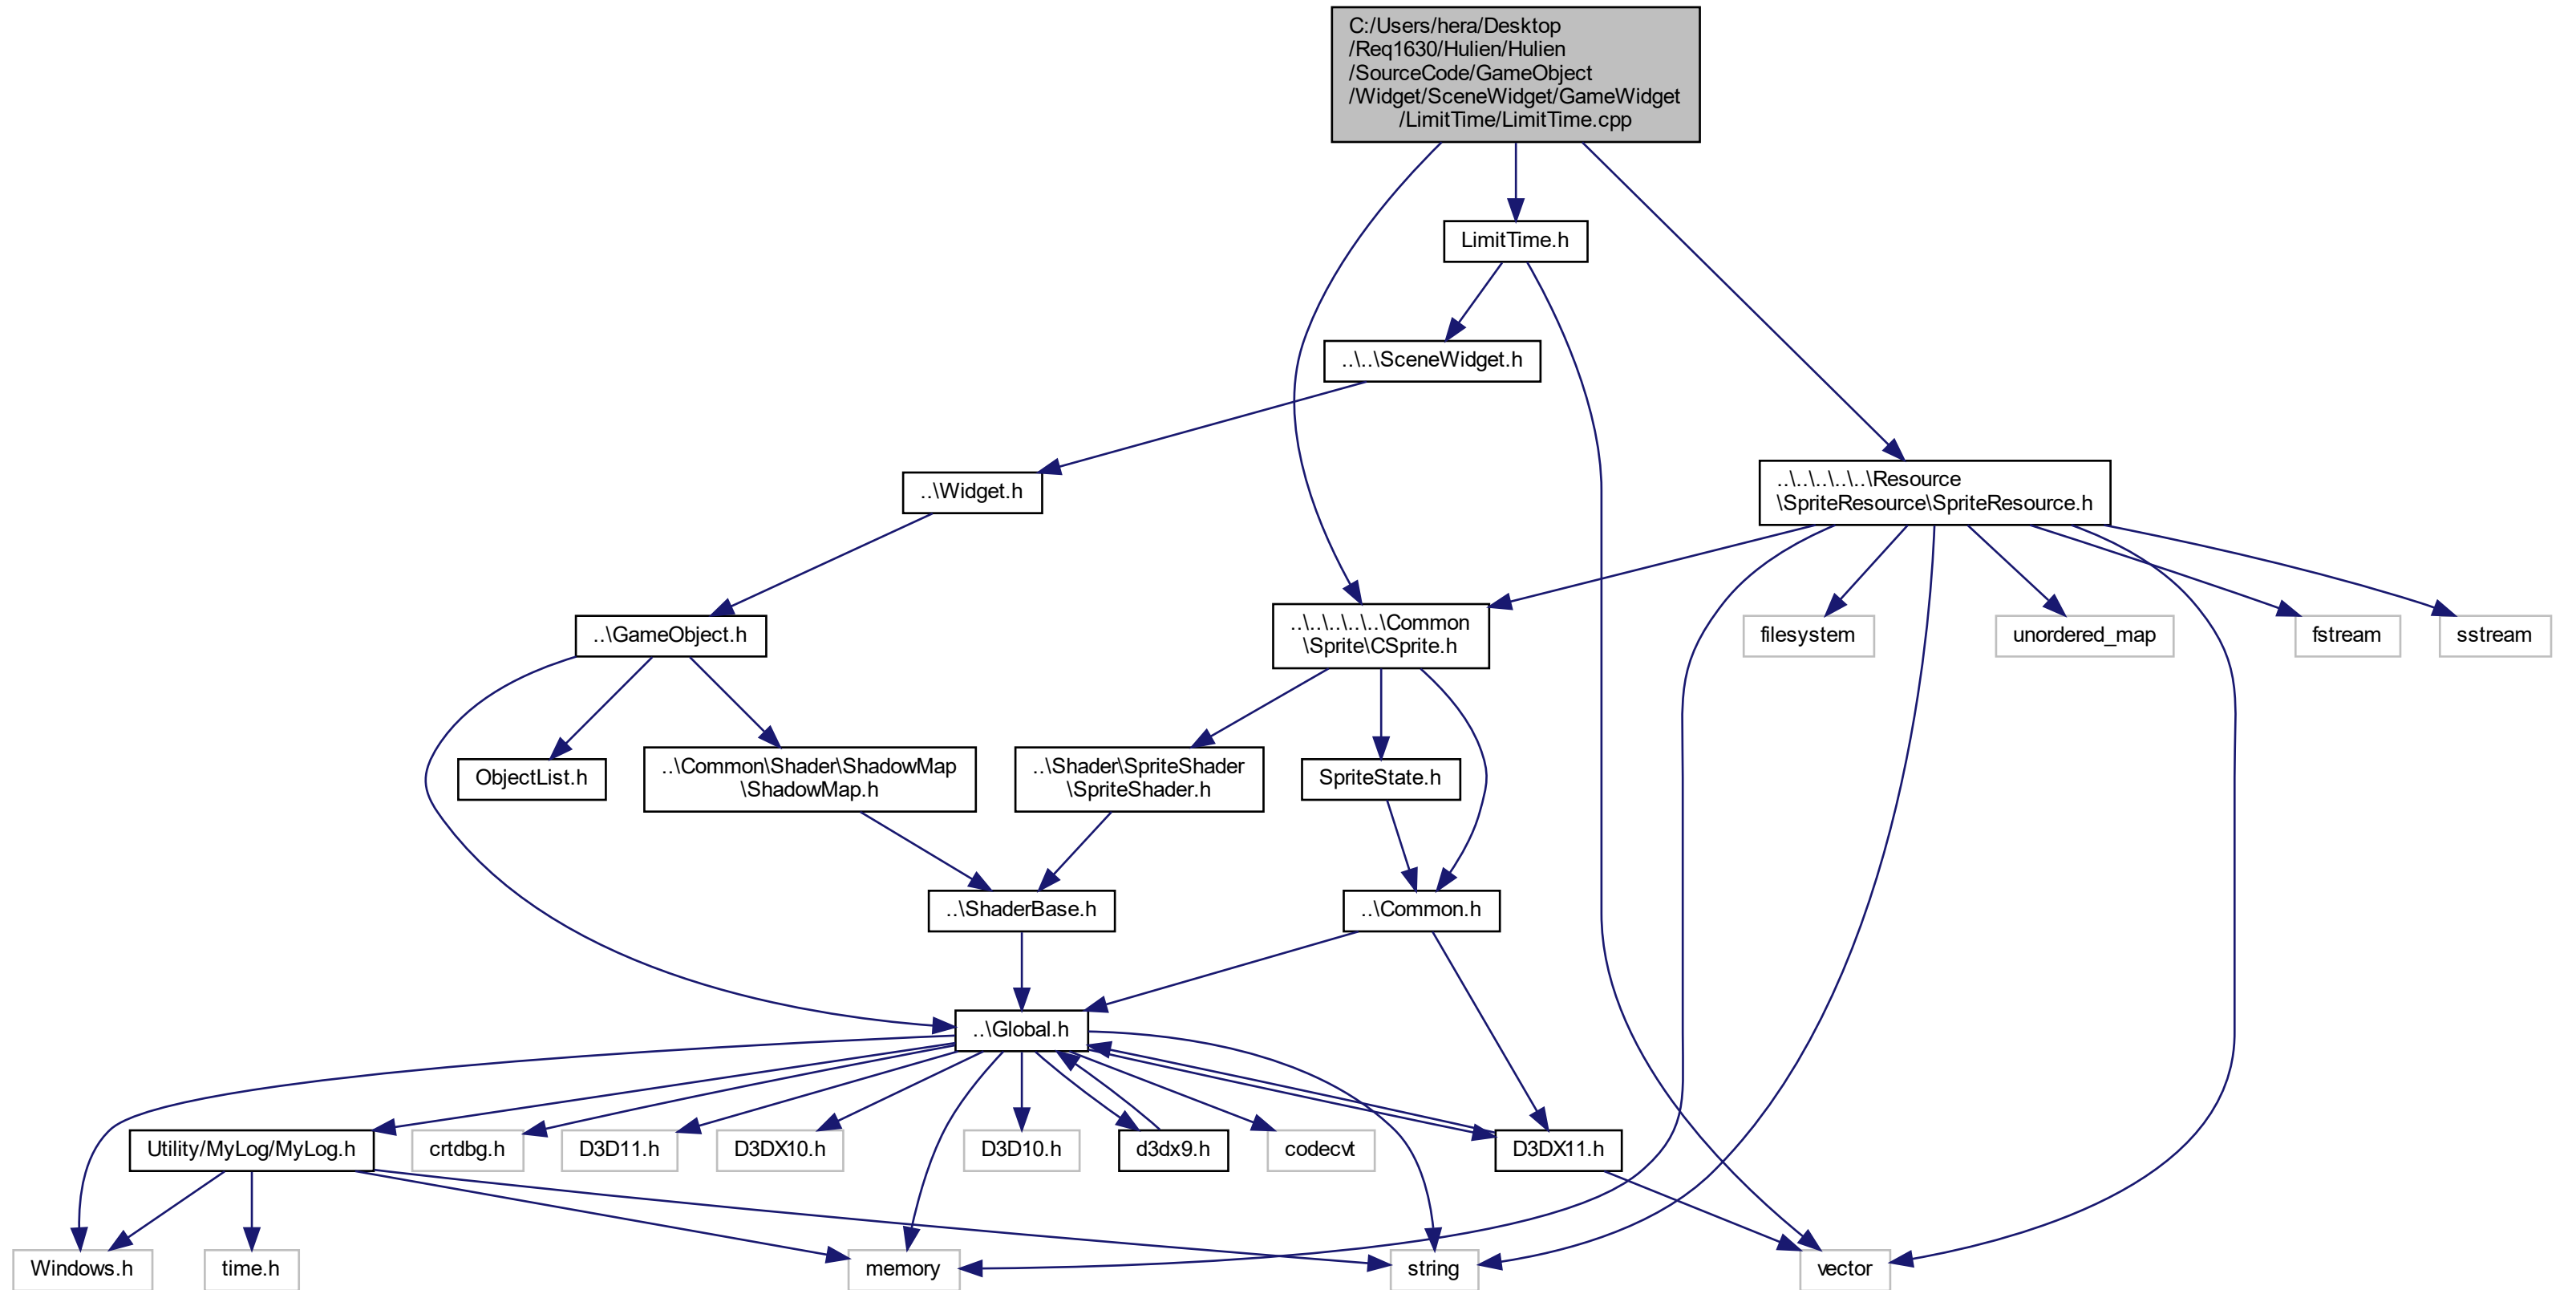 C:/Users/hera/Desktop
/Req1630/Hulien/Hulien
/SourceCode/GameObject
/Widget/SceneWidget/GameWidget
/LimitTime/LimitTime.cpp
LimitTime.h
..\..\SceneWidget.h
..\Widget.h
..\..\..\..\..\Resource
\SpriteResource\SpriteResource.h
..\GameObject.h
..\..\..\..\..\Common
\Sprite\CSprite.h
filesystem
unordered_map
fstream
sstream
ObjectList.h
..\Common\Shader\ShadowMap
\ShadowMap.h
..\Shader\SpriteShader
\SpriteShader.h
SpriteState.h
..\ShaderBase.h
..\Common.h
..\Global.h
Utility/MyLog/MyLog.h
crtdbg.h
D3D11.h
D3DX10.h
D3D10.h
d3dx9.h
codecvt
D3DX11.h
Windows.h
time.h
memory
string
vector